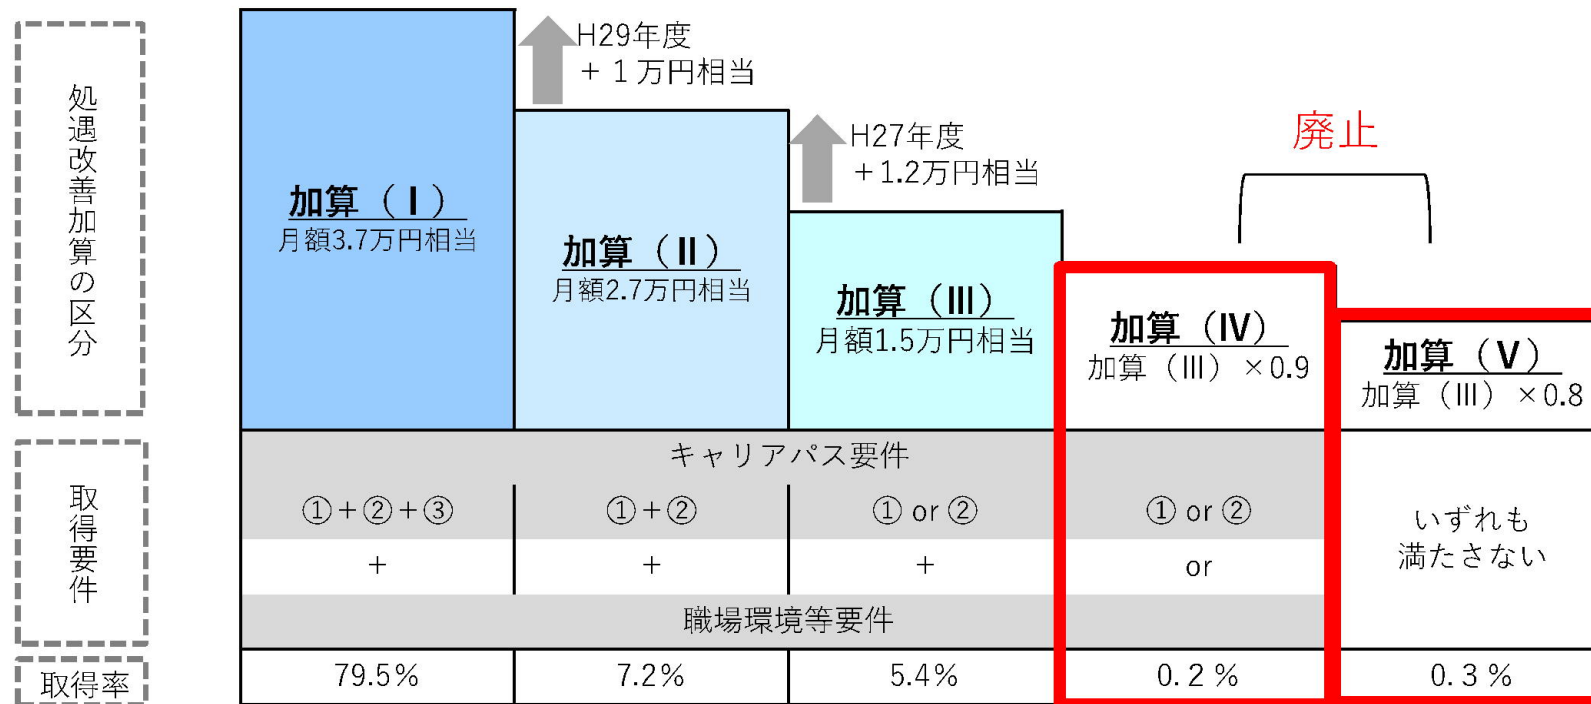 処遇改善加算の区分
H29年度
+ 1 万円相当
H27年度
+1.2万円相当
廃止
加算（Ⅰ）
月額3.7万円相当
加算（Ⅱ）
月額2.7万円相当
加算（Ⅲ）
月額1.5万円相当
加算（Ⅳ）
加算（Ⅲ）×0.9
加算（Ⅴ）
加算（Ⅲ）×0.8
取得要件
キャリアパス要件
①+②+③
①+②
① or ②
① or ②
いずれも
満たさない
+
+
+
or
職場環境等要件
取得率
79.5%
7.2%
5.4%
0.2 %
0.3 %